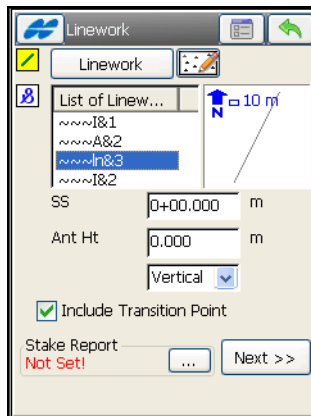 Linework
Linework
List of Linew...
~~~I&1
~~~A&2
~~~ln&3
~~~I&2
N
10 m
SS
0+00.000
m
Ant Ht
0.000
m
Vertical
Include Transition Point
Stake Report
Not Set!
...
Next >>